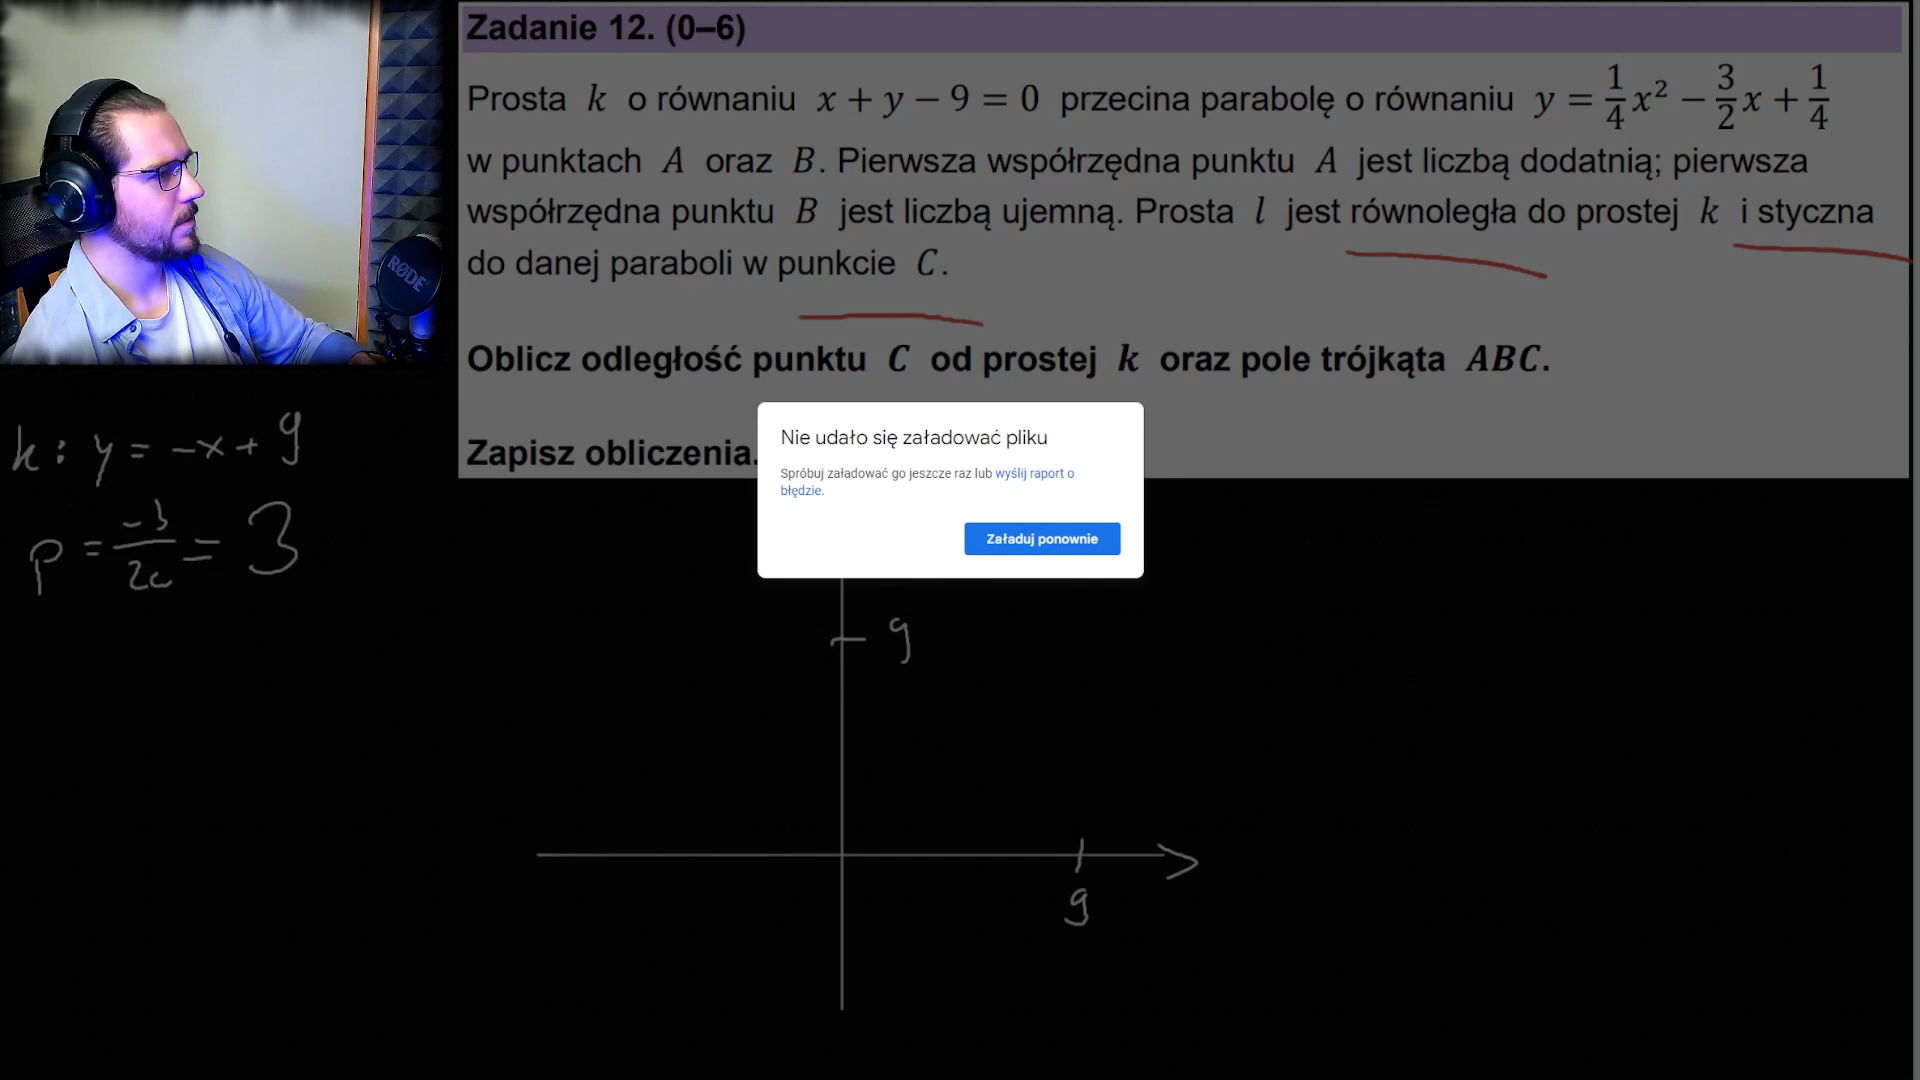 Zadanie 12. (0–6)
Prosta k o równaniu x + y − 9 = 0 przecina parabolę o równaniu y = 1/4 x² − 3/2 x + 1/4
w punktach A oraz B. Pierwsza współrzędna punktu A jest liczbą dodatnią; pierwsza
współrzędna punktu B jest liczbą ujemną. Prosta l jest równoległa do prostej k i styczna
do danej paraboli w punkcie C.
Oblicz odległość punktu C od prostej k oraz pole trójkąta ABC.
Zapisz obliczenia.
Nie udało się załadować pliku
Spróbuj załadować go jeszcze raz lub wyślij raport o
błędzie.
Załaduj ponownie
RØDE
k: y = -x + 9
p = -b/2a = 3
9
9